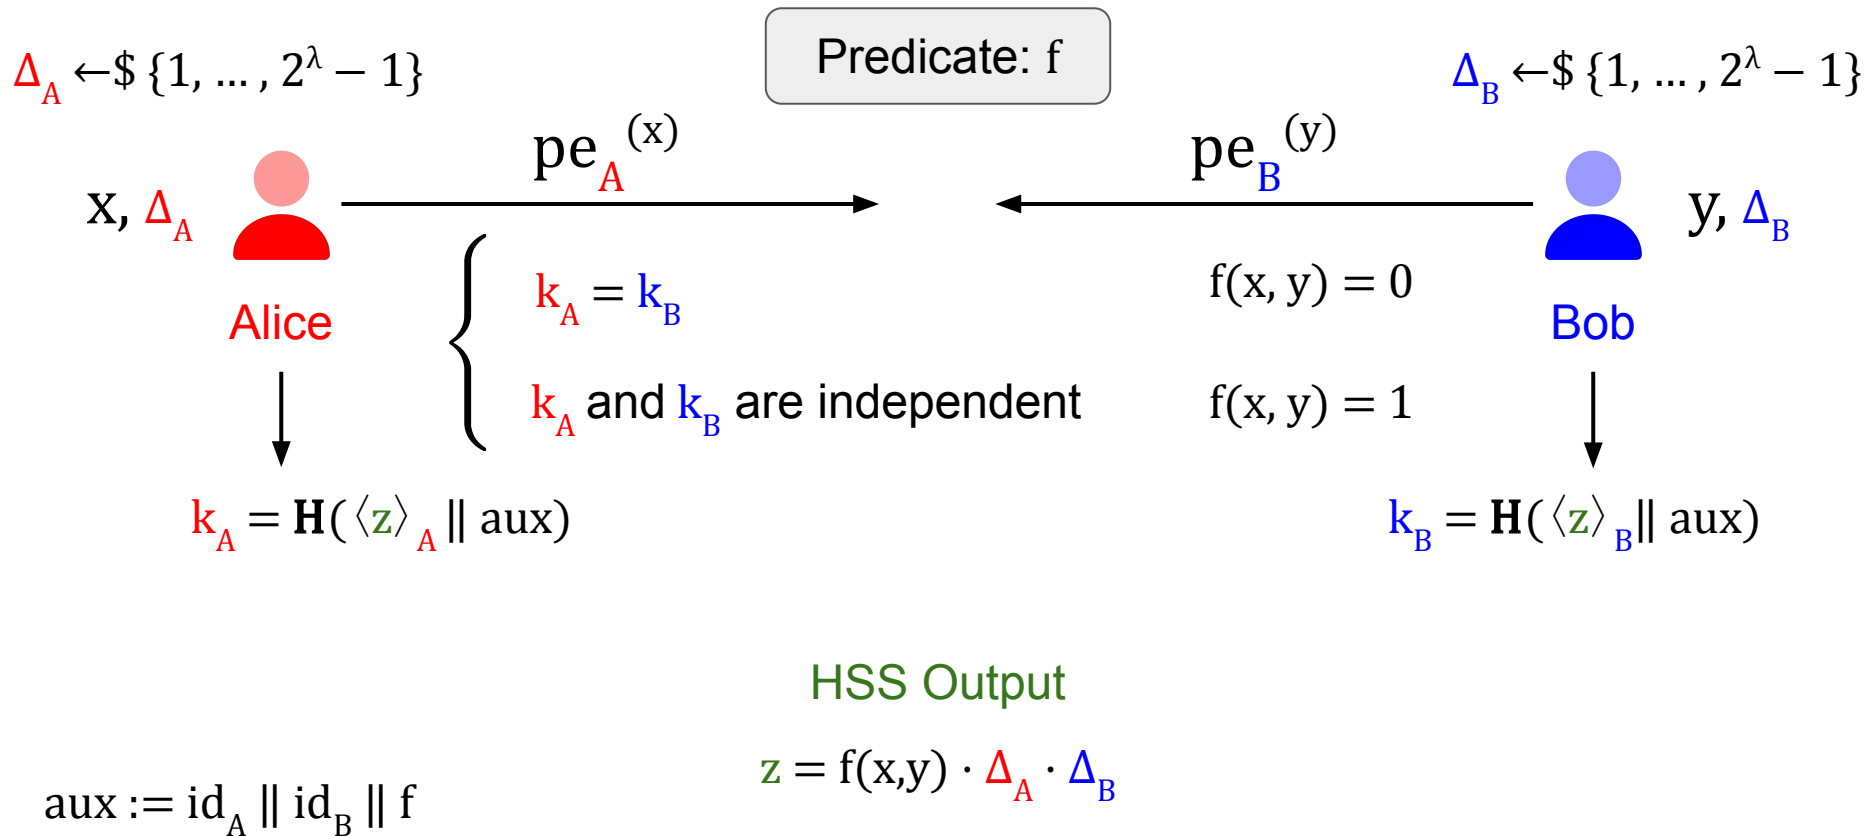 Predicate: f
Δ_A ←$ {1, … , 2^λ − 1}
Δ_B ←$ {1, … , 2^λ − 1}
pe_A^(x)
pe_B^(y)
x, Δ_A
y, Δ_B
k_A = k_B
f(x, y) = 0
Alice
Bob
k_A and k_B are independent
f(x, y) = 1
k_A = H(⟨z⟩_A ‖ aux)
k_B = H(⟨z⟩_B ‖ aux)
HSS Output
z = f(x,y) · Δ_A · Δ_B
aux := id_A ‖ id_B ‖ f